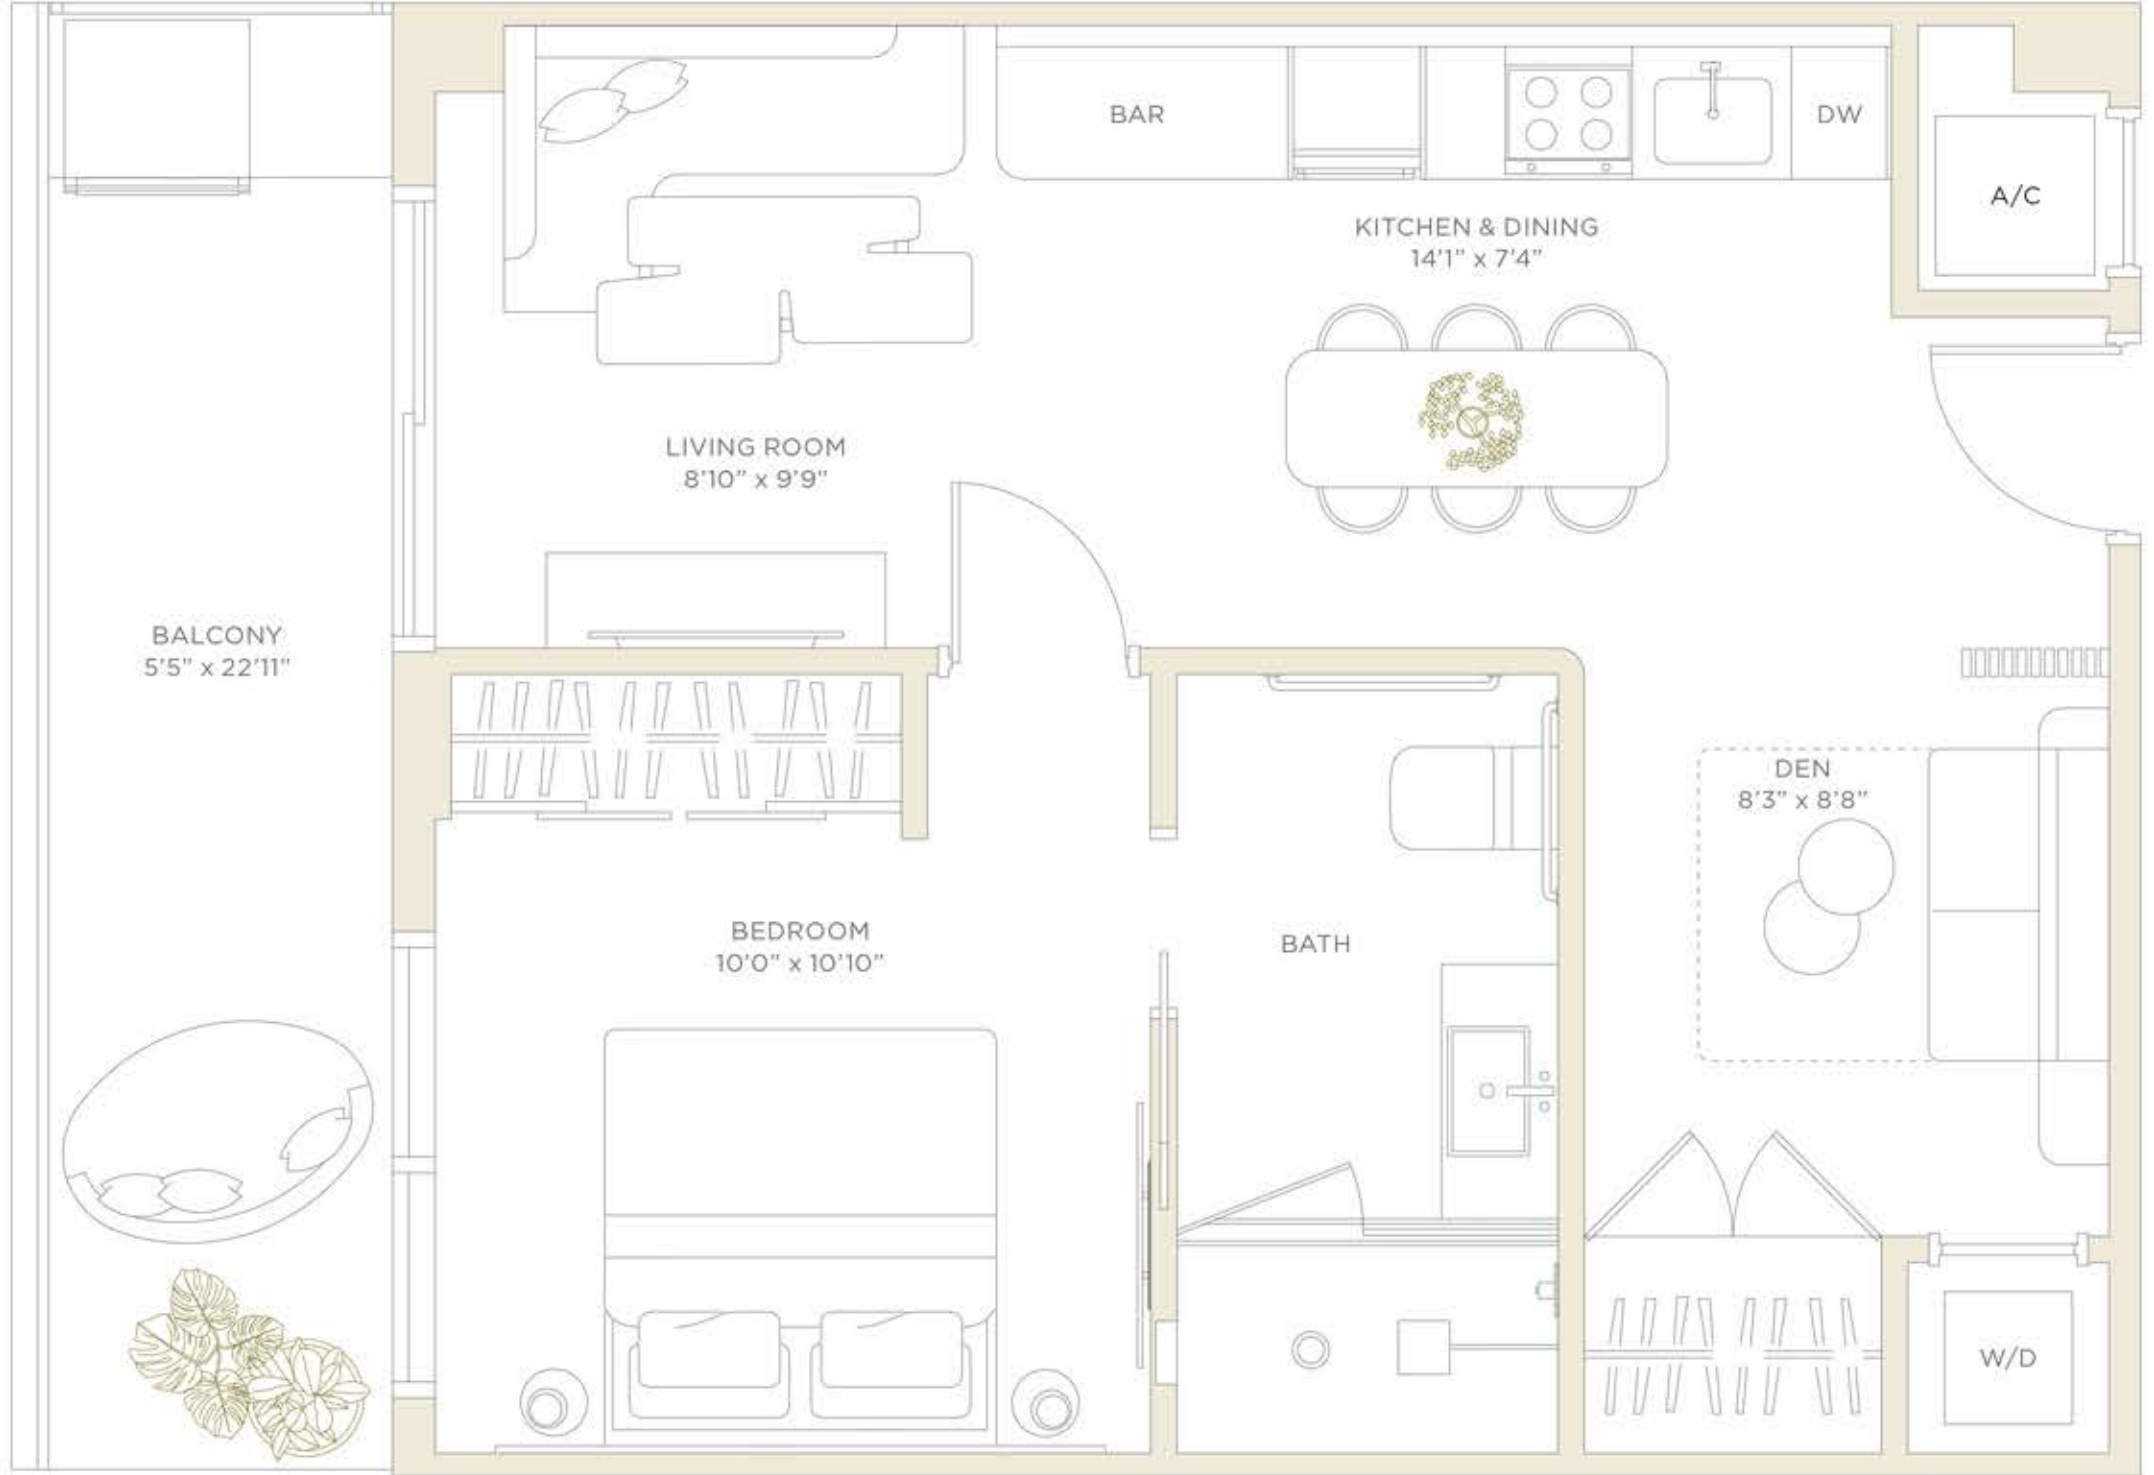 BAR
DW
A/C
KITCHEN & DINING
14'1" x 7'4"
LIVING ROOM
8'10" x 9'9"
BALCONY
5'5" x 22'11"
DEN
8'3" x 8'8"
BEDROOM
10'0" x 10'10"
BATH
W/D